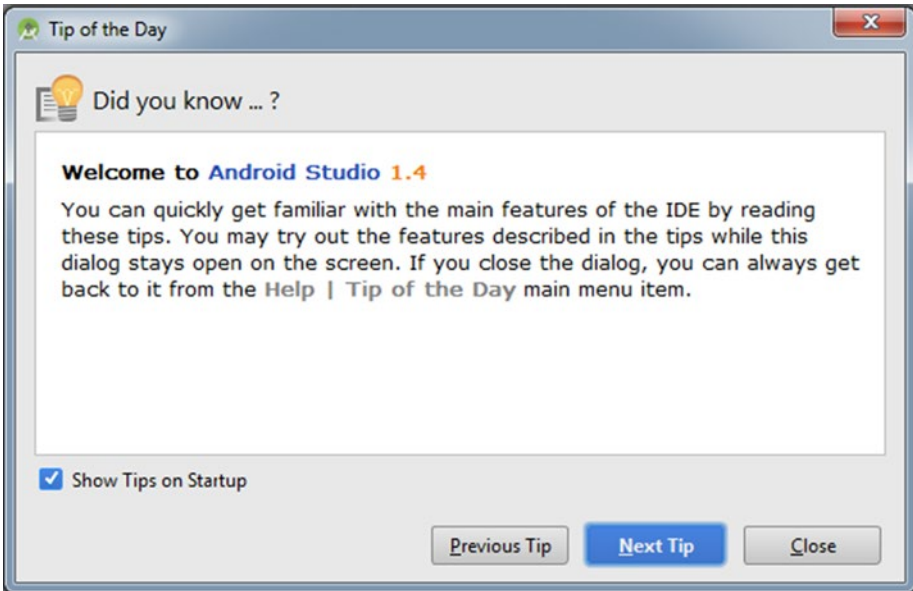 Tip of the Day
Did you know ... ?
Welcome to Android Studio 1.4
You can quickly get familiar with the main features of the IDE by reading
these tips. You may try out the features described in the tips while this
dialog stays open on the screen. If you close the dialog, you can always get
back to it from the Help | Tip of the Day main menu item.
Show Tips on Startup
Previous Tip Next Tip Close